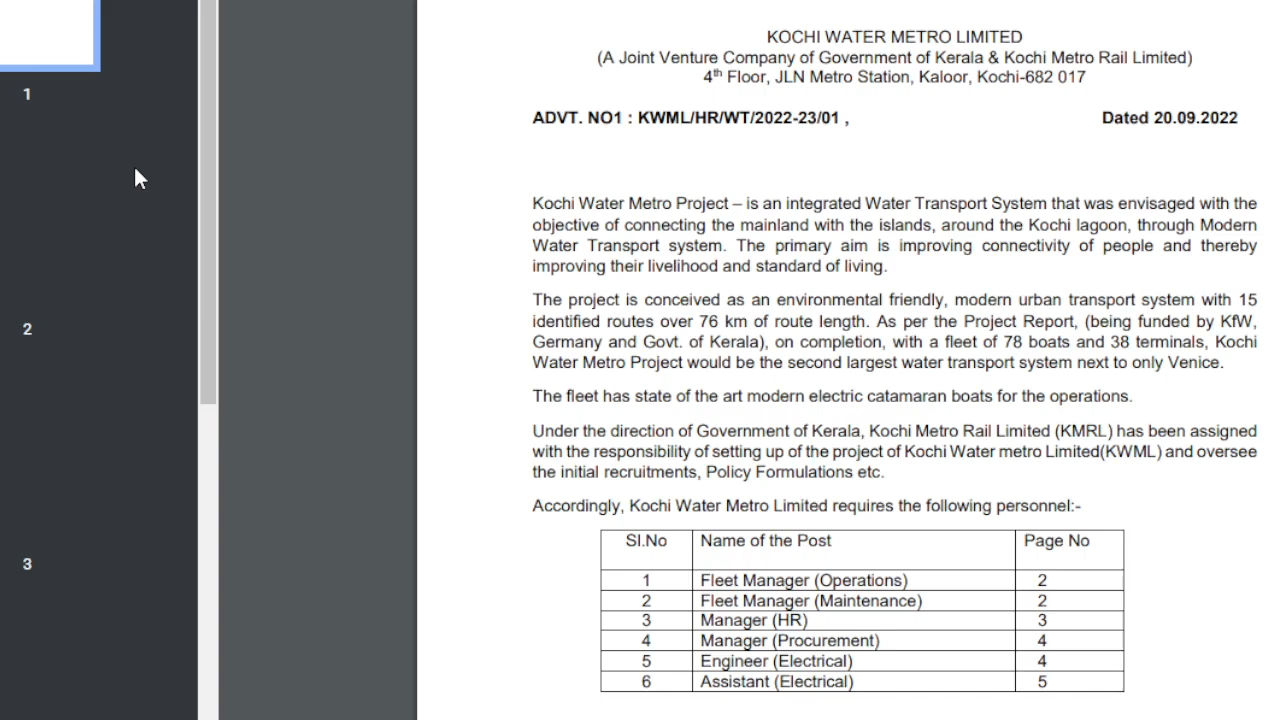 1
2
3
KOCHI WATER METRO LIMITED
(A Joint Venture Company of Government of Kerala & Kochi Metro Rail Limited)
4th Floor, JLN Metro Station, Kaloor, Kochi-682 017
ADVT. NO1 : KWML/HR/WT/2022-23/01 , Dated 20.09.2022
Kochi Water Metro Project – is an integrated Water Transport System that was envisaged with the
objective of connecting the mainland with the islands, around the Kochi lagoon, through Modern
Water Transport system. The primary aim is improving connectivity of people and thereby
improving their livelihood and standard of living.
The project is conceived as an environmental friendly, modern urban transport system with 15
identified routes over 76 km of route length. As per the Project Report, (being funded by KfW,
Germany and Govt. of Kerala), on completion, with a fleet of 78 boats and 38 terminals, Kochi
Water Metro Project would be the second largest water transport system next to only Venice.
The fleet has state of the art modern electric catamaran boats for the operations.
Under the direction of Government of Kerala, Kochi Metro Rail Limited (KMRL) has been assigned
with the responsibility of setting up of the project of Kochi Water metro Limited(KWML) and oversee
the initial recruitments, Policy Formulations etc.
Accordingly, Kochi Water Metro Limited requires the following personnel:-
Sl.No Name of the Post Page No
1 Fleet Manager (Operations) 2
2 Fleet Manager (Maintenance) 2
3 Manager (HR) 3
4 Manager (Procurement) 4
5 Engineer (Electrical) 4
6 Assistant (Electrical) 5